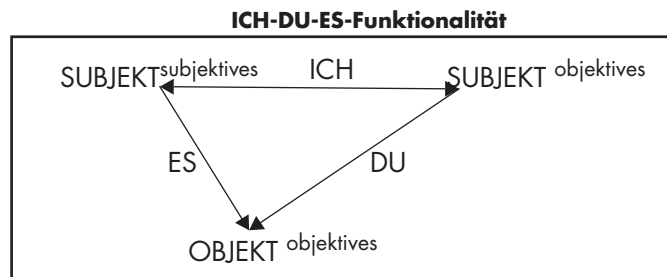 ICH-DU-ES-Funktionalität
SUBJEKT subjektives ICH SUBJEKT objektives
ES DU
OBJEKT objektives